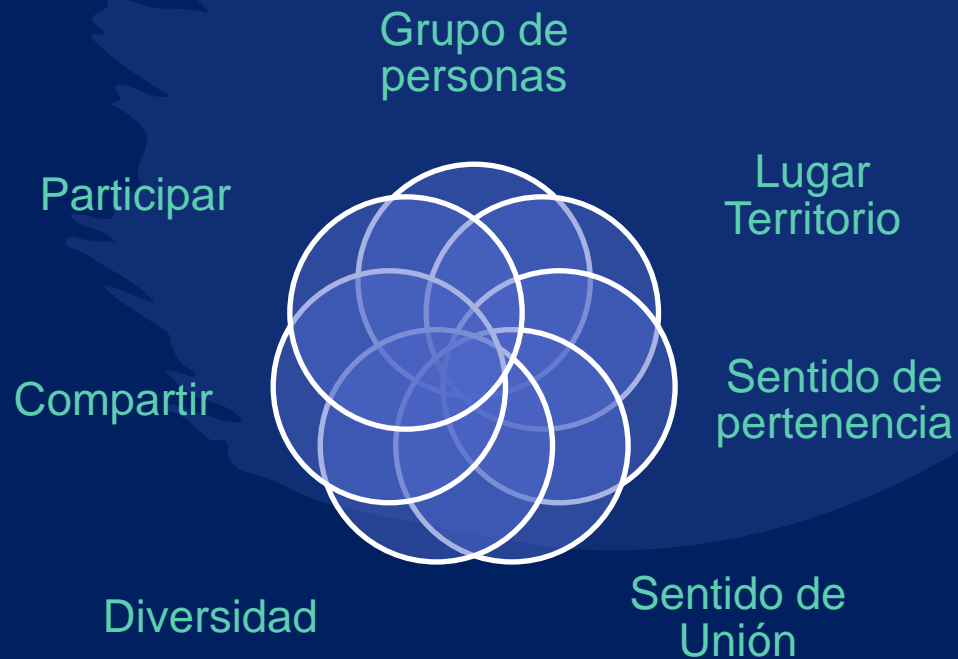 Grupo de
personas
Lugar
Territorio
Sentido de
pertenencia
Sentido de
Unión
Diversidad
Compartir
Participar